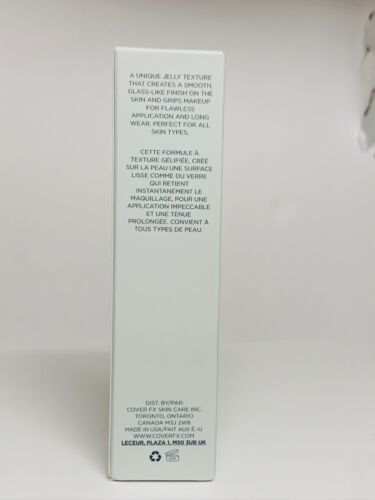 A UNIQUE JELLY TEXTURE
THAT CREATES A SMOOTH,
GLASS-LIKE FINISH ON THE
SKIN AND GRIPS MAKEUP
FOR FLAWLESS
APPLICATION AND LONG
WEAR. PERFECT FOR ALL
SKIN TYPES.
CETTE FORMULE À
TEXTURE GÉLIFIÉE, CRÉE
SUR LA PEAU UNE SURFACE
LISSE COMME DU VERRE
QUI RETIENT
INSTANTANÉMENT LE
MAQUILLAGE, POUR UNE
APPLICATION IMPECCABLE
ET UNE TENUE
PROLONGÉE. CONVIENT À
TOUS TYPES DE PEAU.
DIST. BY/PAR:
COVER FX SKIN CARE INC.
TORONTO, ONTARIO
CANADA M3J 2W8
MADE IN USA/FAIT AUX É.-U.
WWW.COVERFX.COM
LECEUR, PLAZA 1, M50 3UB UK